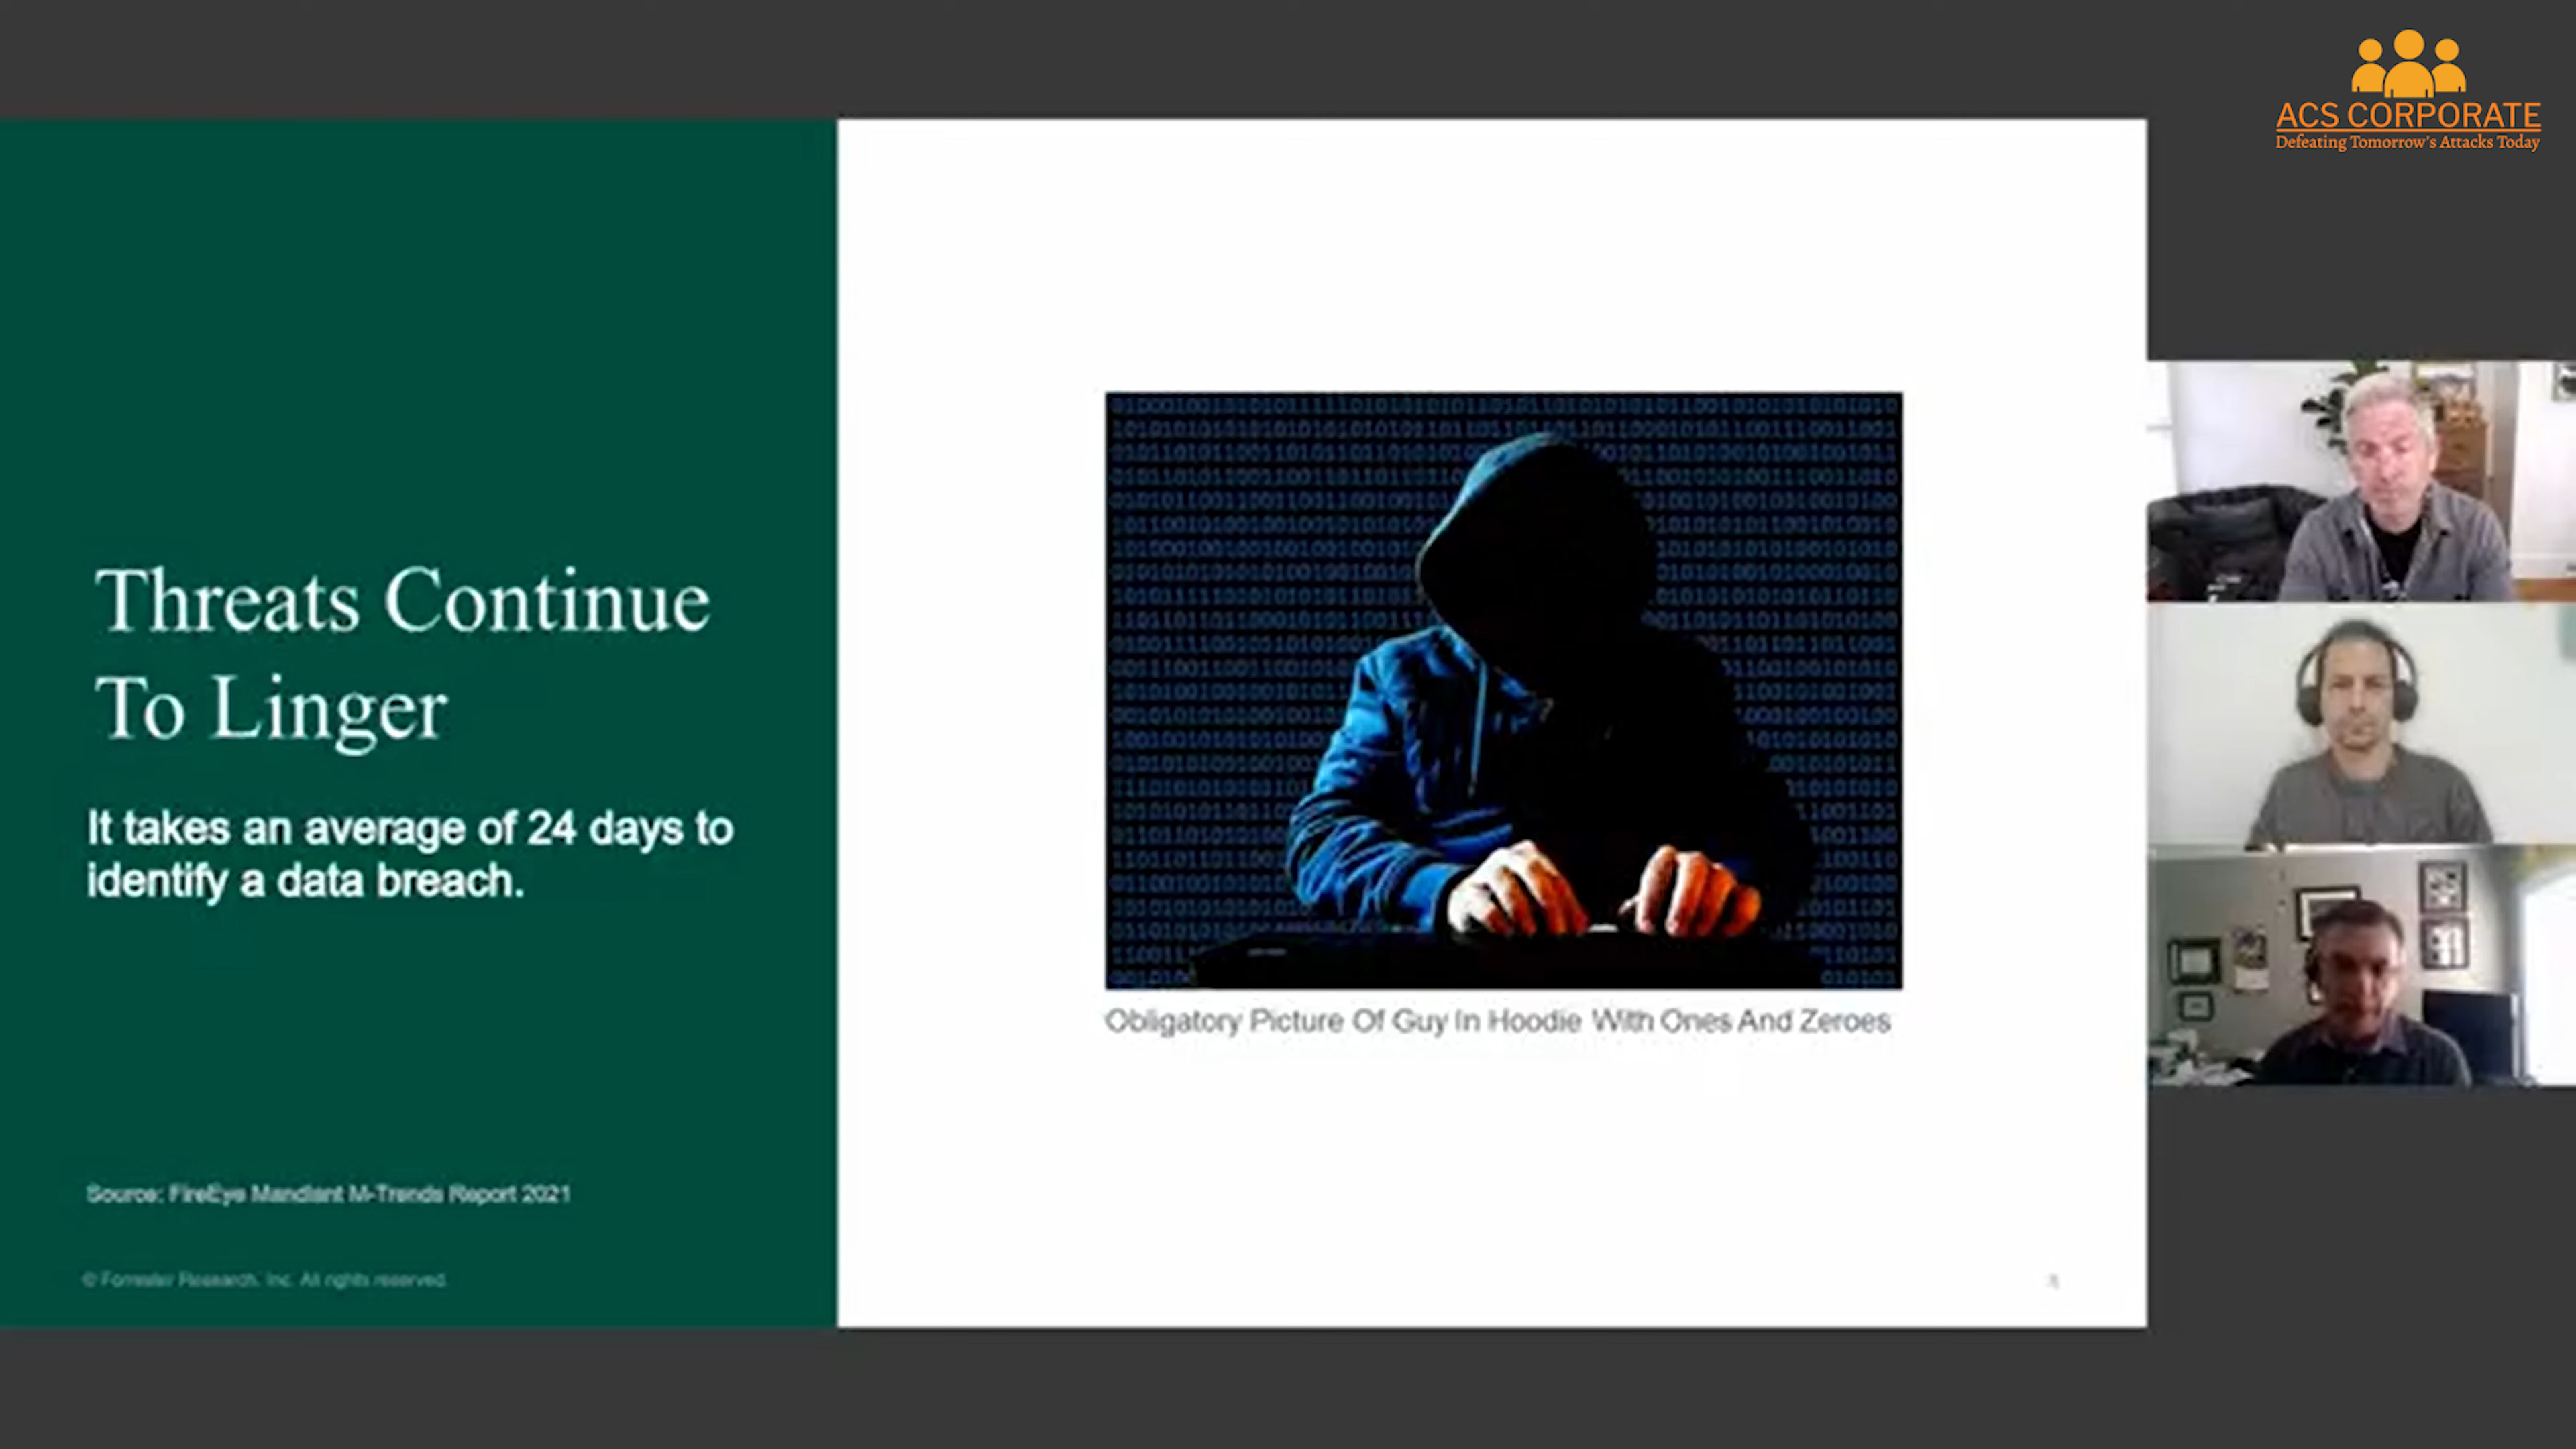 ACS CORPORATE
Defeating Tomorrow's Attacks Today
Threats Continue
To Linger
It takes an average of 24 days to
identify a data breach.
Obligatory Picture Of Guy In Hoodie With Ones And Zeroes
Source: FireEye Mandiant M-Trends Report 2021
© Forrester Research, Inc. All rights reserved.